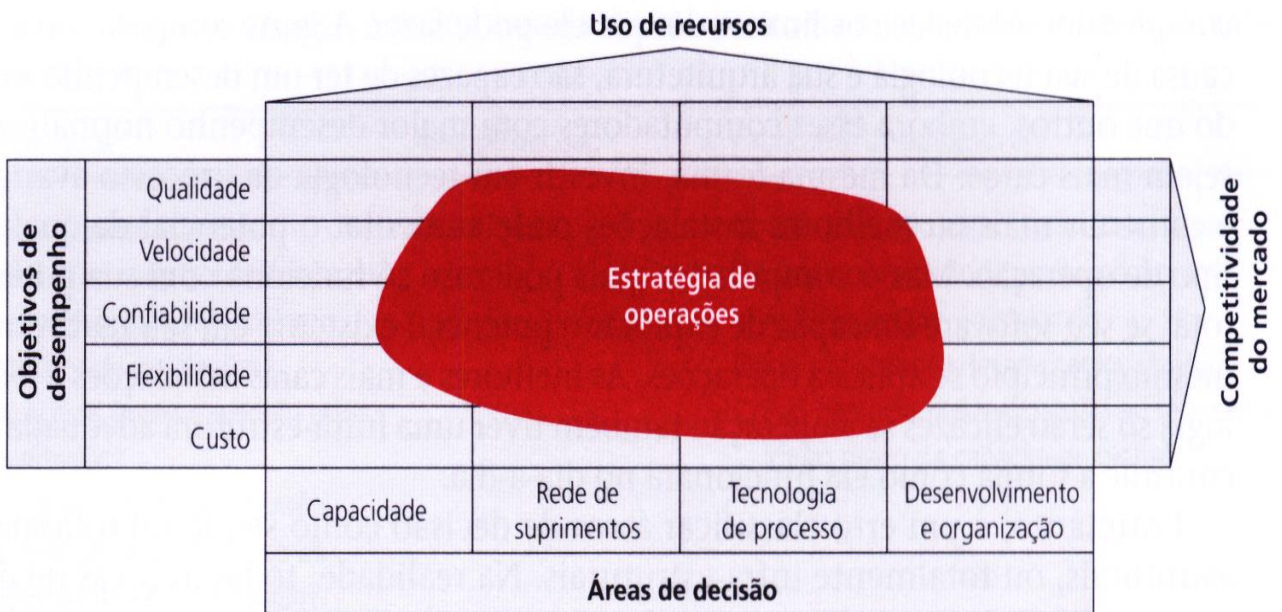 Uso de recursos
Objetivos de
desempenho
Qualidade
Velocidade
Confiabilidade
Flexibilidade
Custo
Estratégia de
operações
Competitividade
do mercado
Capacidade
Rede de
suprimentos
Tecnologia
de processo
Desenvolvimento
e organização
Áreas de decisão